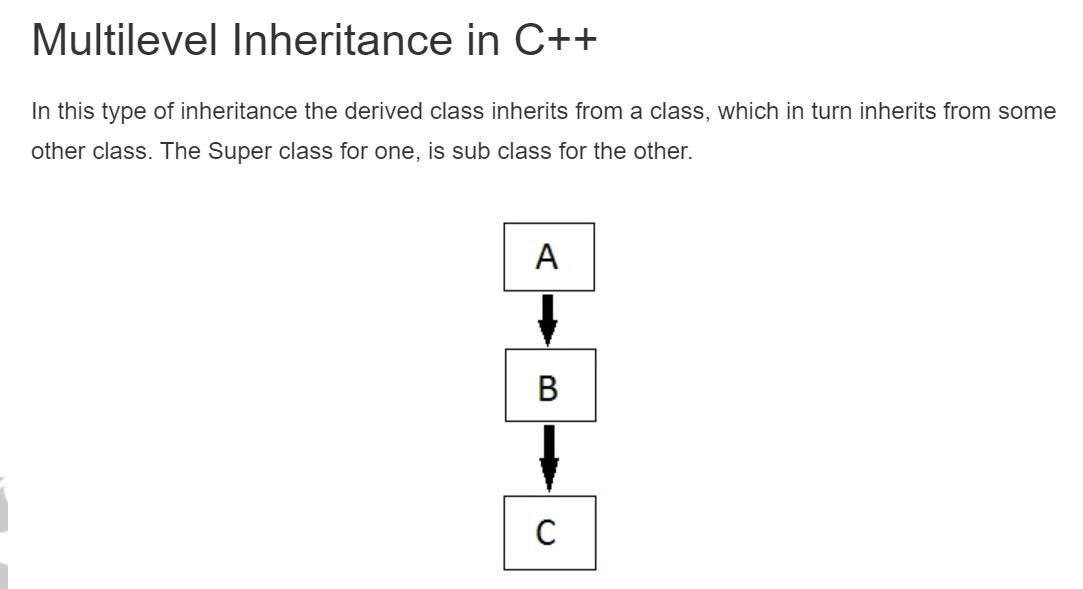 Multilevel Inheritance in C++
In this type of inheritance the derived class inherits from a class, which in turn inherits from some
other class. The Super class for one, is sub class for the other.
A
B
C